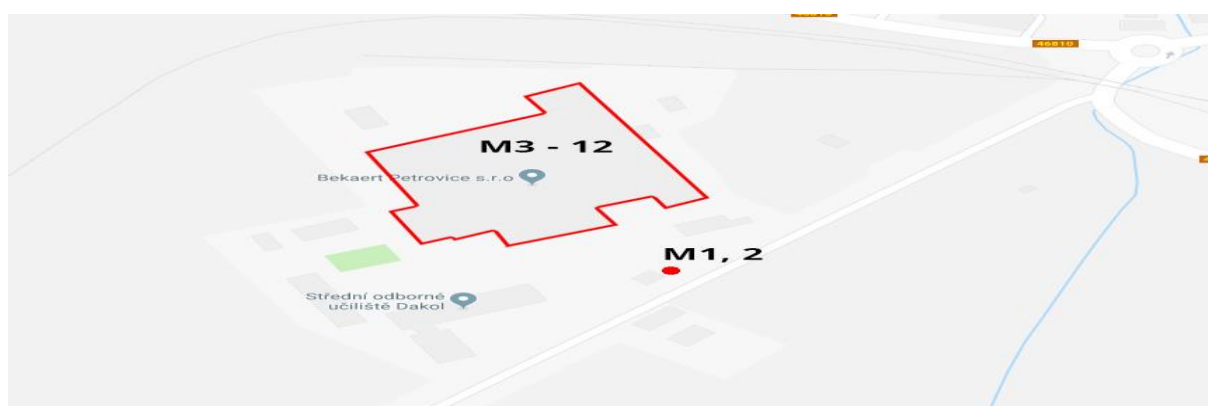 46810
M3 - 12
Bekaert Petrovice s.r.o
M1, 2
Střední odborné
učiliště Dakol